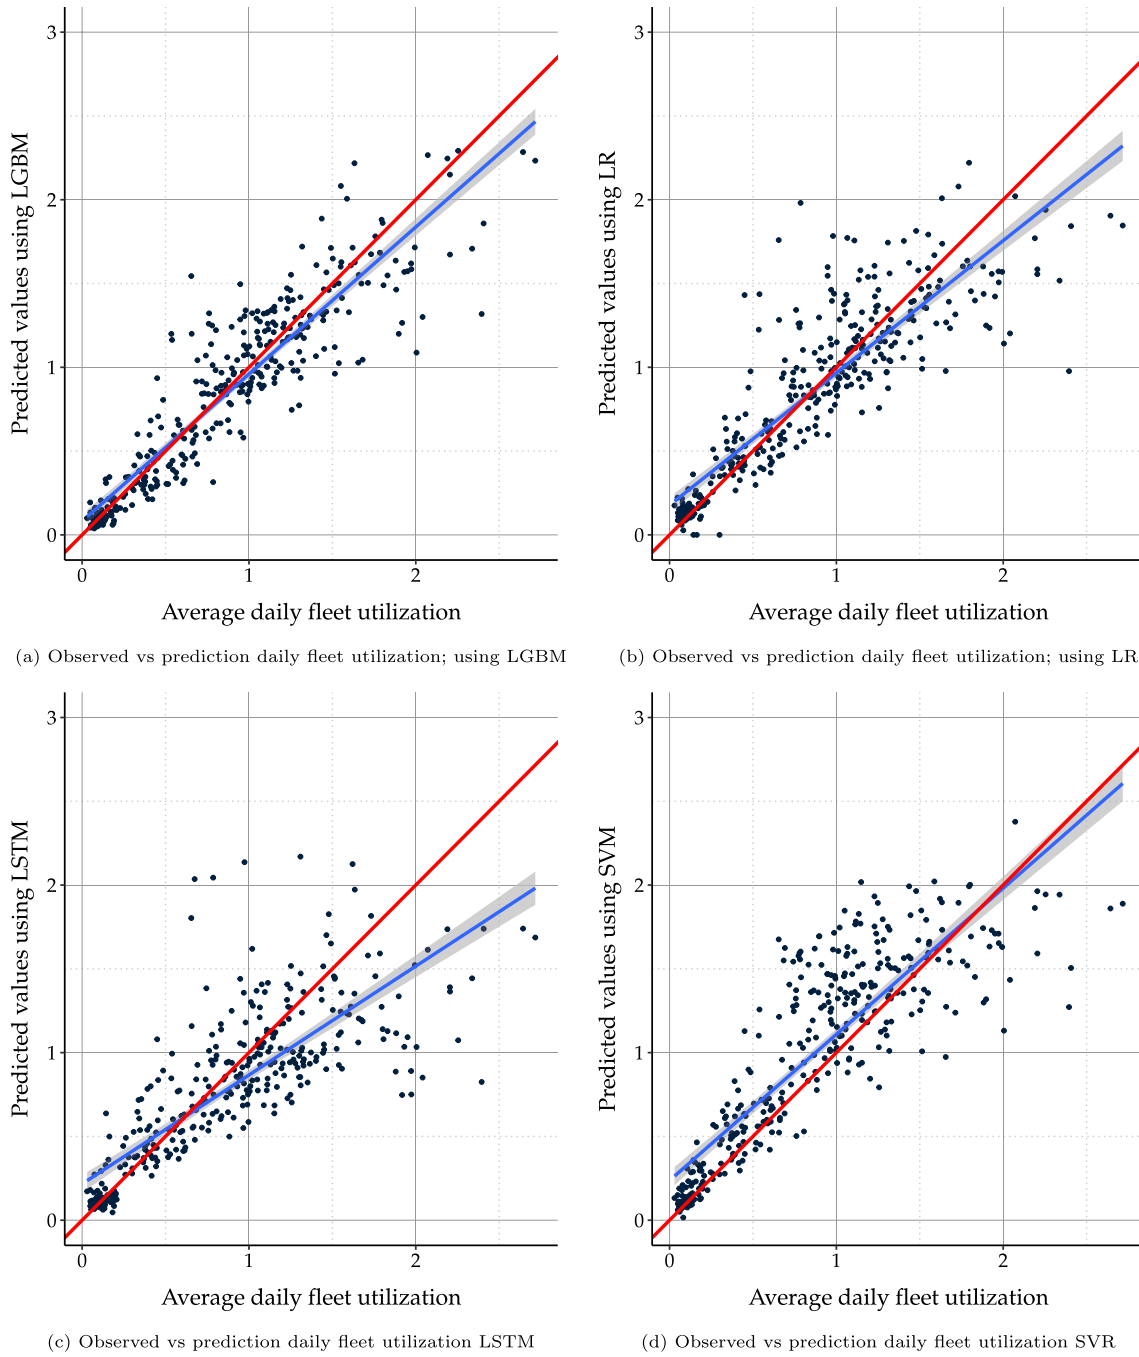 3
2
1
0
Predicted values using LGBM
0 1 2
Average daily fleet utilization
(a) Observed vs prediction daily fleet utilization; using LGBM
3
2
1
0
Predicted values using LR
0 1 2
Average daily fleet utilization
(b) Observed vs prediction daily fleet utilization; using LR
3
2
1
0
Predicted values using LSTM
0 1 2
Average daily fleet utilization
(c) Observed vs prediction daily fleet utilization LSTM
3
2
1
0
Predicted values using SVM
0 1 2
Average daily fleet utilization
(d) Observed vs prediction daily fleet utilization SVR